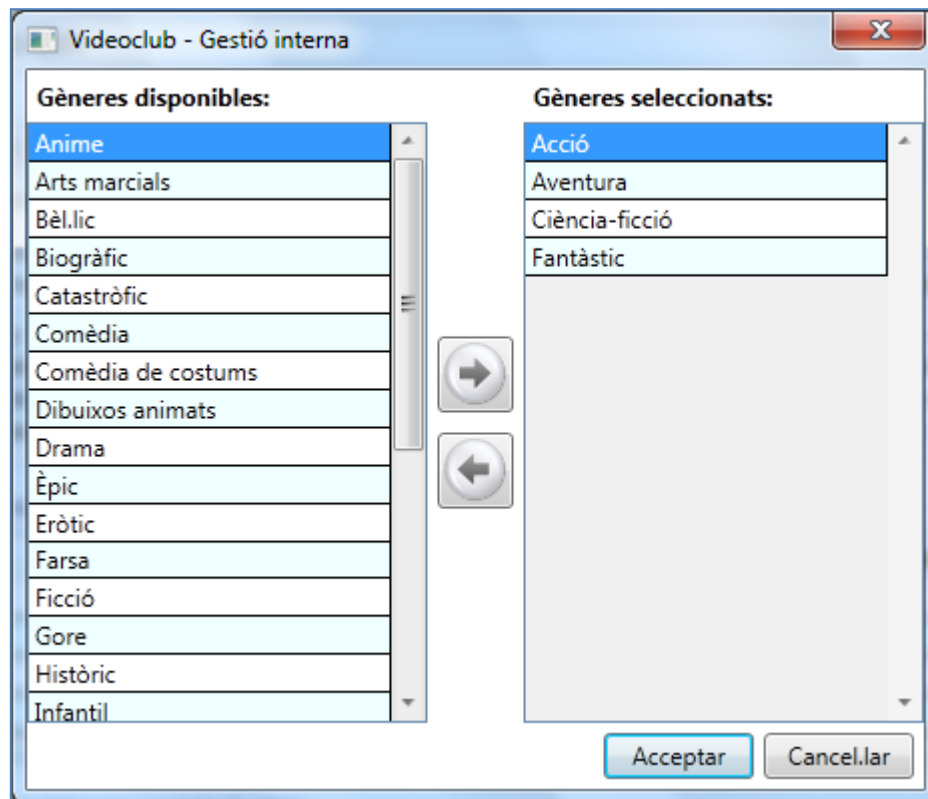 Videoclub - Gestió interna
Gèneres disponibles:
Anime
Arts marcials
Bèl.lic
Biogràfic
Catastròfic
Comèdia
Comèdia de costums
Dibuixos animats
Drama
Èpic
Eròtic
Farsa
Ficció
Gore
Històric
Infantil
Gèneres seleccionats:
Acció
Aventura
Ciència-ficció
Fantàstic
Acceptar
Cancel.lar